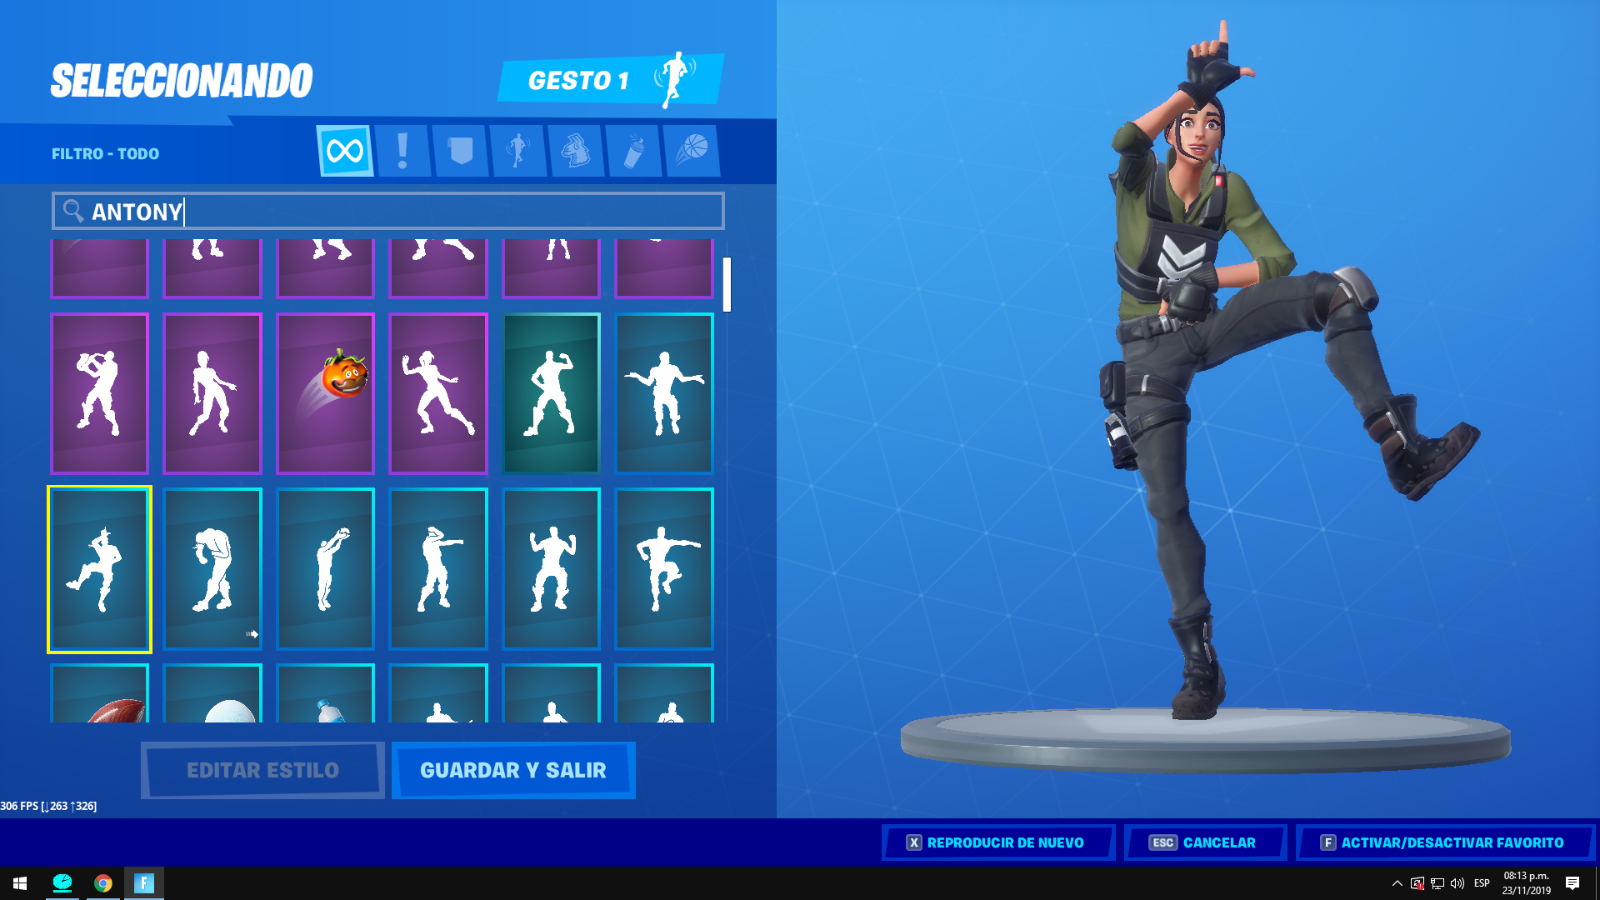 SELECCIONANDO
GESTO 1
FILTRO - TODO
ANTONY
EDITAR ESTILO
GUARDAR Y SALIR
306 FPS [↓263 ↑326]
X REPRODUCIR DE NUEVO
ESC CANCELAR
F ACTIVAR/DESACTIVAR FAVORITO
F
ESP
08:13 p.m.
23/11/2019